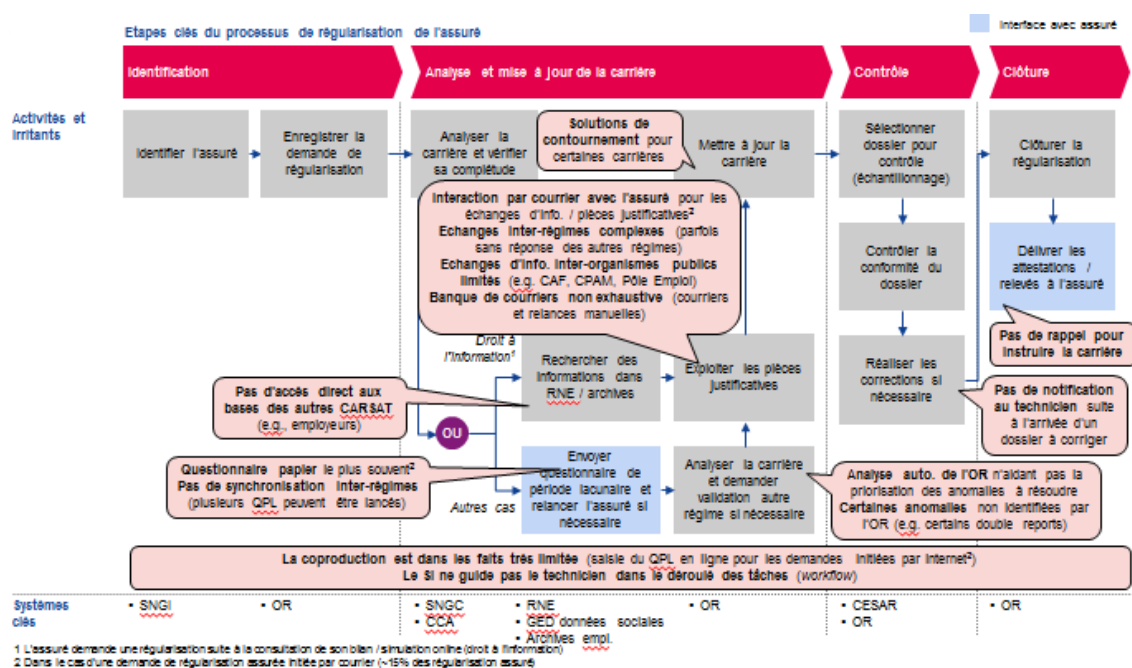 Etapes clés du processus de régularisation de l'assuré
Interface avec assuré
Identification
Analyse et mise à jour de la carrière
Contrôle
Clôture
Activités et
irritants
Identifier l'assuré
Enregistrer la
demande de
régularisation
Analyser la
carrière et vérifier
sa complétude
Solutions de
contournement pour
certaines carrières
Mettre à jour la
carrière
Sélectionner
dossier pour
contrôle
(échantillonnage)
Clôturer la
régularisation
Interaction par courrier avec l'assuré pour les
échanges d'info. / pièces justificatives²
Echanges inter-régimes complexes (parfois
sans réponse des autres régimes)
Echanges d'info. inter-organismes publics
limités (e.g. CAF, CPAM, Pôle Emploi)
Banque de courriers non exhaustive (courriers
et relances manuelles)
Contrôler la
conformité du
dossier
Délivrer les
attestations /
relevés à l'assuré
Pas de rappel pour
instruire la carrière
Droit à
l'information¹
Rechercher des
informations dans
RNE / archives
Exploiter les pièces
justificatives
Réaliser les
corrections si
nécessaire
Pas d'accès direct aux
bases des autres CARSAT
(e.g., employeurs)
Pas de notification
au technicien suite
à l'arrivée d'un
dossier à corriger
OU
Questionnaire papier le plus souvent²
Pas de synchronisation inter-régimes
(plusieurs QPL peuvent être lancés)
Autres cas
Envoyer
questionnaire de
période lacunaire et
relancer l'assuré si
nécessaire
Analyser la carrière
et demander
validation autre
régime si nécessaire
Analyse auto. de l'OR n'aidant pas la
priorisation des anomalies à résoudre
Certaines anomalies non identifiées par
l'OR (e.g. certains double reports)
La coproduction est dans les faits très limitée (saisie du QPL en ligne pour les demandes initiées par Internet²)
Le SI ne guide pas le technicien dans le déroulé des tâches (workflow)
Systèmes
clés
▪ SNGI
▪ OR
▪ SNGC
▪ CCA
▪ RNE
▪ GED données sociales
▪ Archives empl.
▪ OR
▪ CESAR
▪ OR
▪ OR
1 L'assuré demande une régularisation suite à la consultation de son bilan / simulation online (droit à l'information)
2 Dans le cas d'une demande de régularisation assurée initiée par courrier (~15% des régularisation assuré)